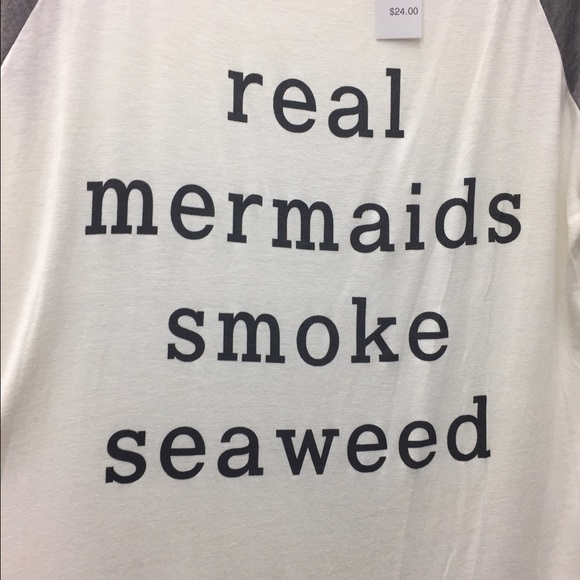 $24.00
real
mermaids
smoke
seaweed